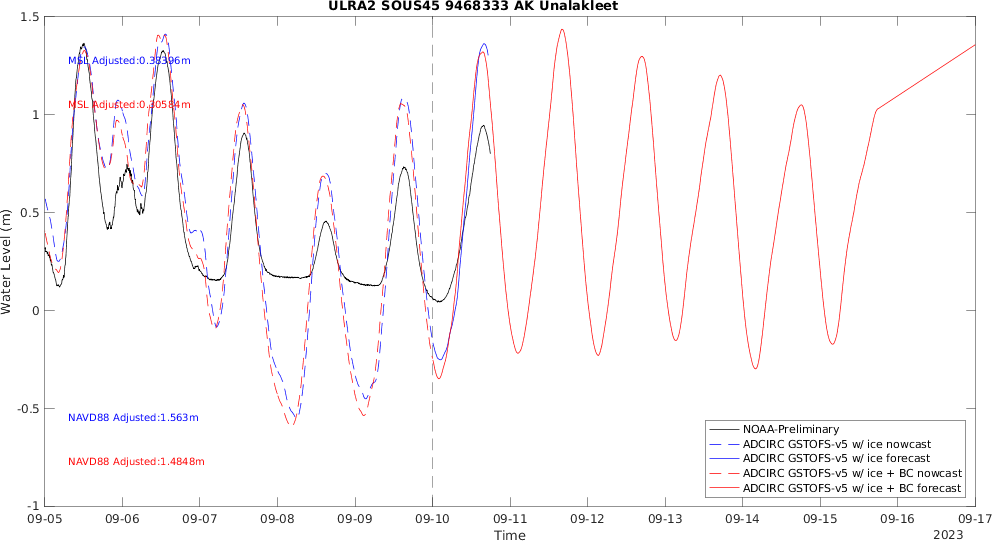 ULRA2 SOUS45 9468333 AK Unalakleet
1.5
1
0.5
0
-0.5
-1
Water Level (m)
MSL Adjusted:0.33396m
MSL Adjusted:0.30584m
NAVD88 Adjusted:1.563m
NAVD88 Adjusted:1.4848m
NOAA-Preliminary
ADCIRC GSTOFS-v5 w/ ice nowcast
ADCIRC GSTOFS-v5 w/ ice forecast
ADCIRC GSTOFS-v5 w/ ice + BC nowcast
ADCIRC GSTOFS-v5 w/ ice + BC forecast
09-05 09-06 09-07 09-08 09-09 09-10 09-11 09-12 09-13 09-14 09-15 09-16 09-17
Time
2023